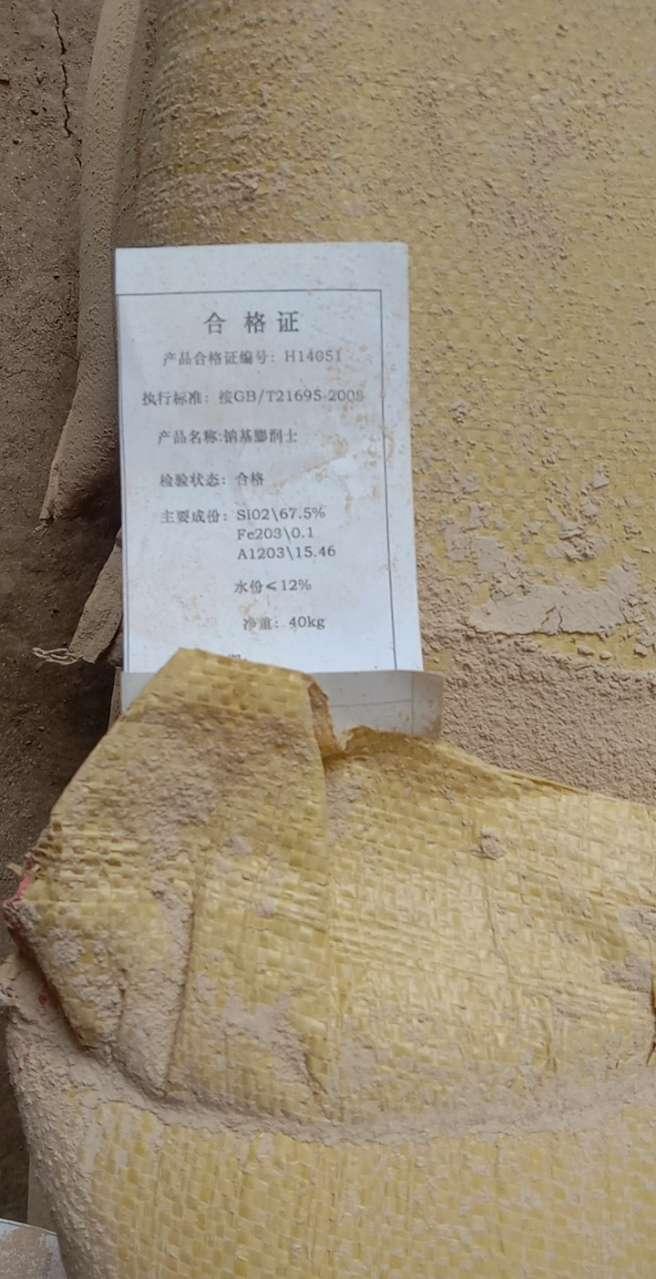 合格证
产品合格证编号：H14051
执行标准：按GB/T21695-2008
产品名称:钠基膨润土
检验状态：合格
主要成份：SiO2\67.5%
Fe2O3\0.1
A12O3\15.46
水份≤12%
净重：40kg